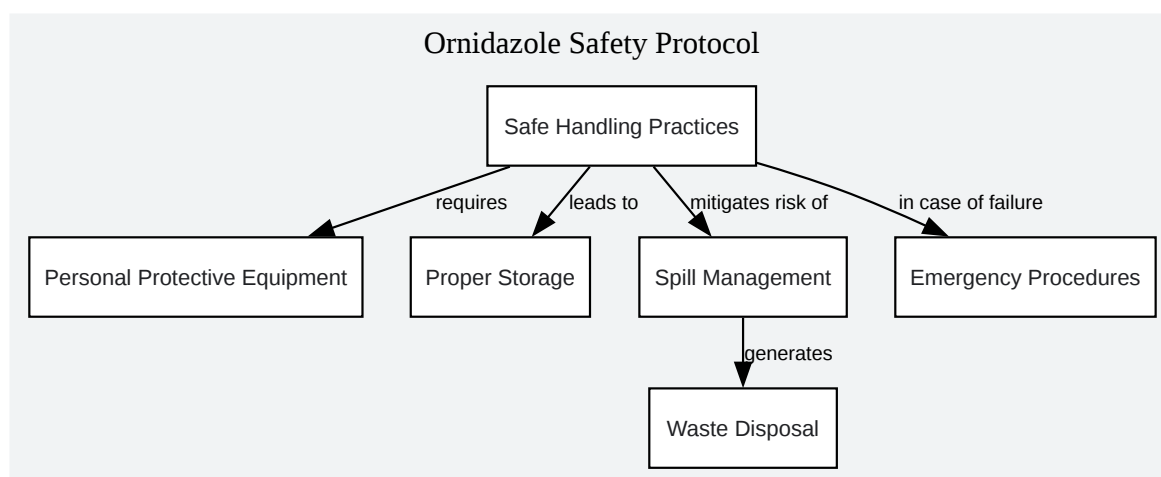 Ornidazole Safety Protocol
Safe Handling Practices
requires
leads to
mitigates risk of
in case of failure
Personal Protective Equipment
Proper Storage
Spill Management
Emergency Procedures
generates
Waste Disposal